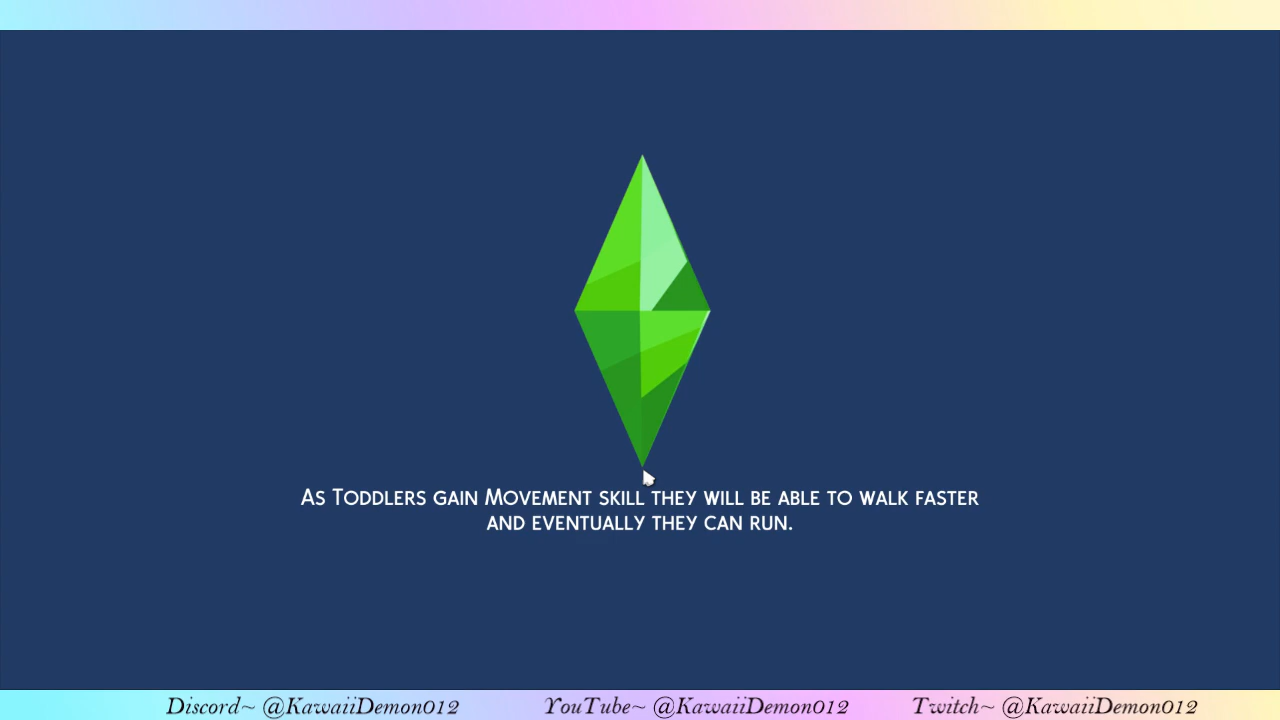 As Toddlers gain Movement skill they will be able to walk faster
and eventually they can run.
Discord~ @KawaiiDemon012 YouTube~ @KawaiiDemon012 Twitch~ @KawaiiDemon012